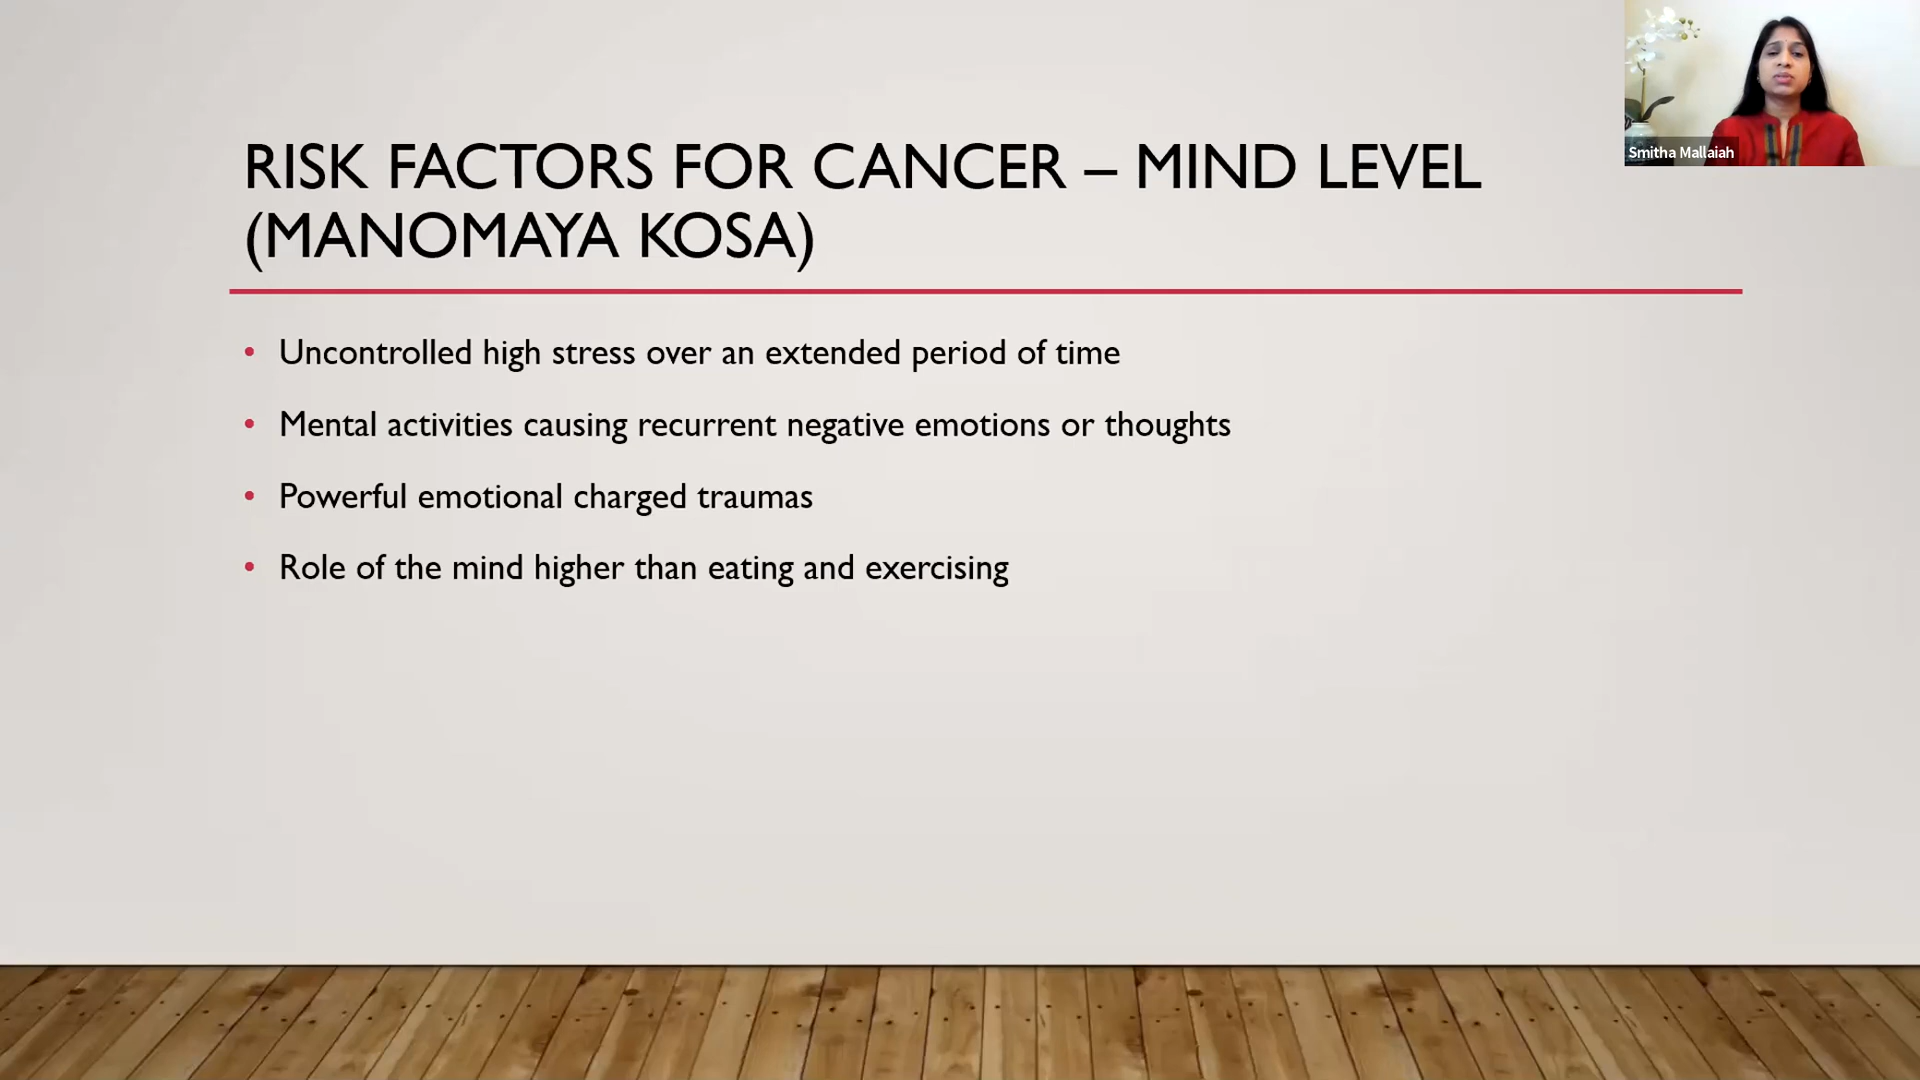 RISK FACTORS FOR CANCER – MIND LEVEL
(MANOMAYA KOSA)
• Uncontrolled high stress over an extended period of time
• Mental activities causing recurrent negative emotions or thoughts
• Powerful emotional charged traumas
• Role of the mind higher than eating and exercising
Smitha Mallaiah